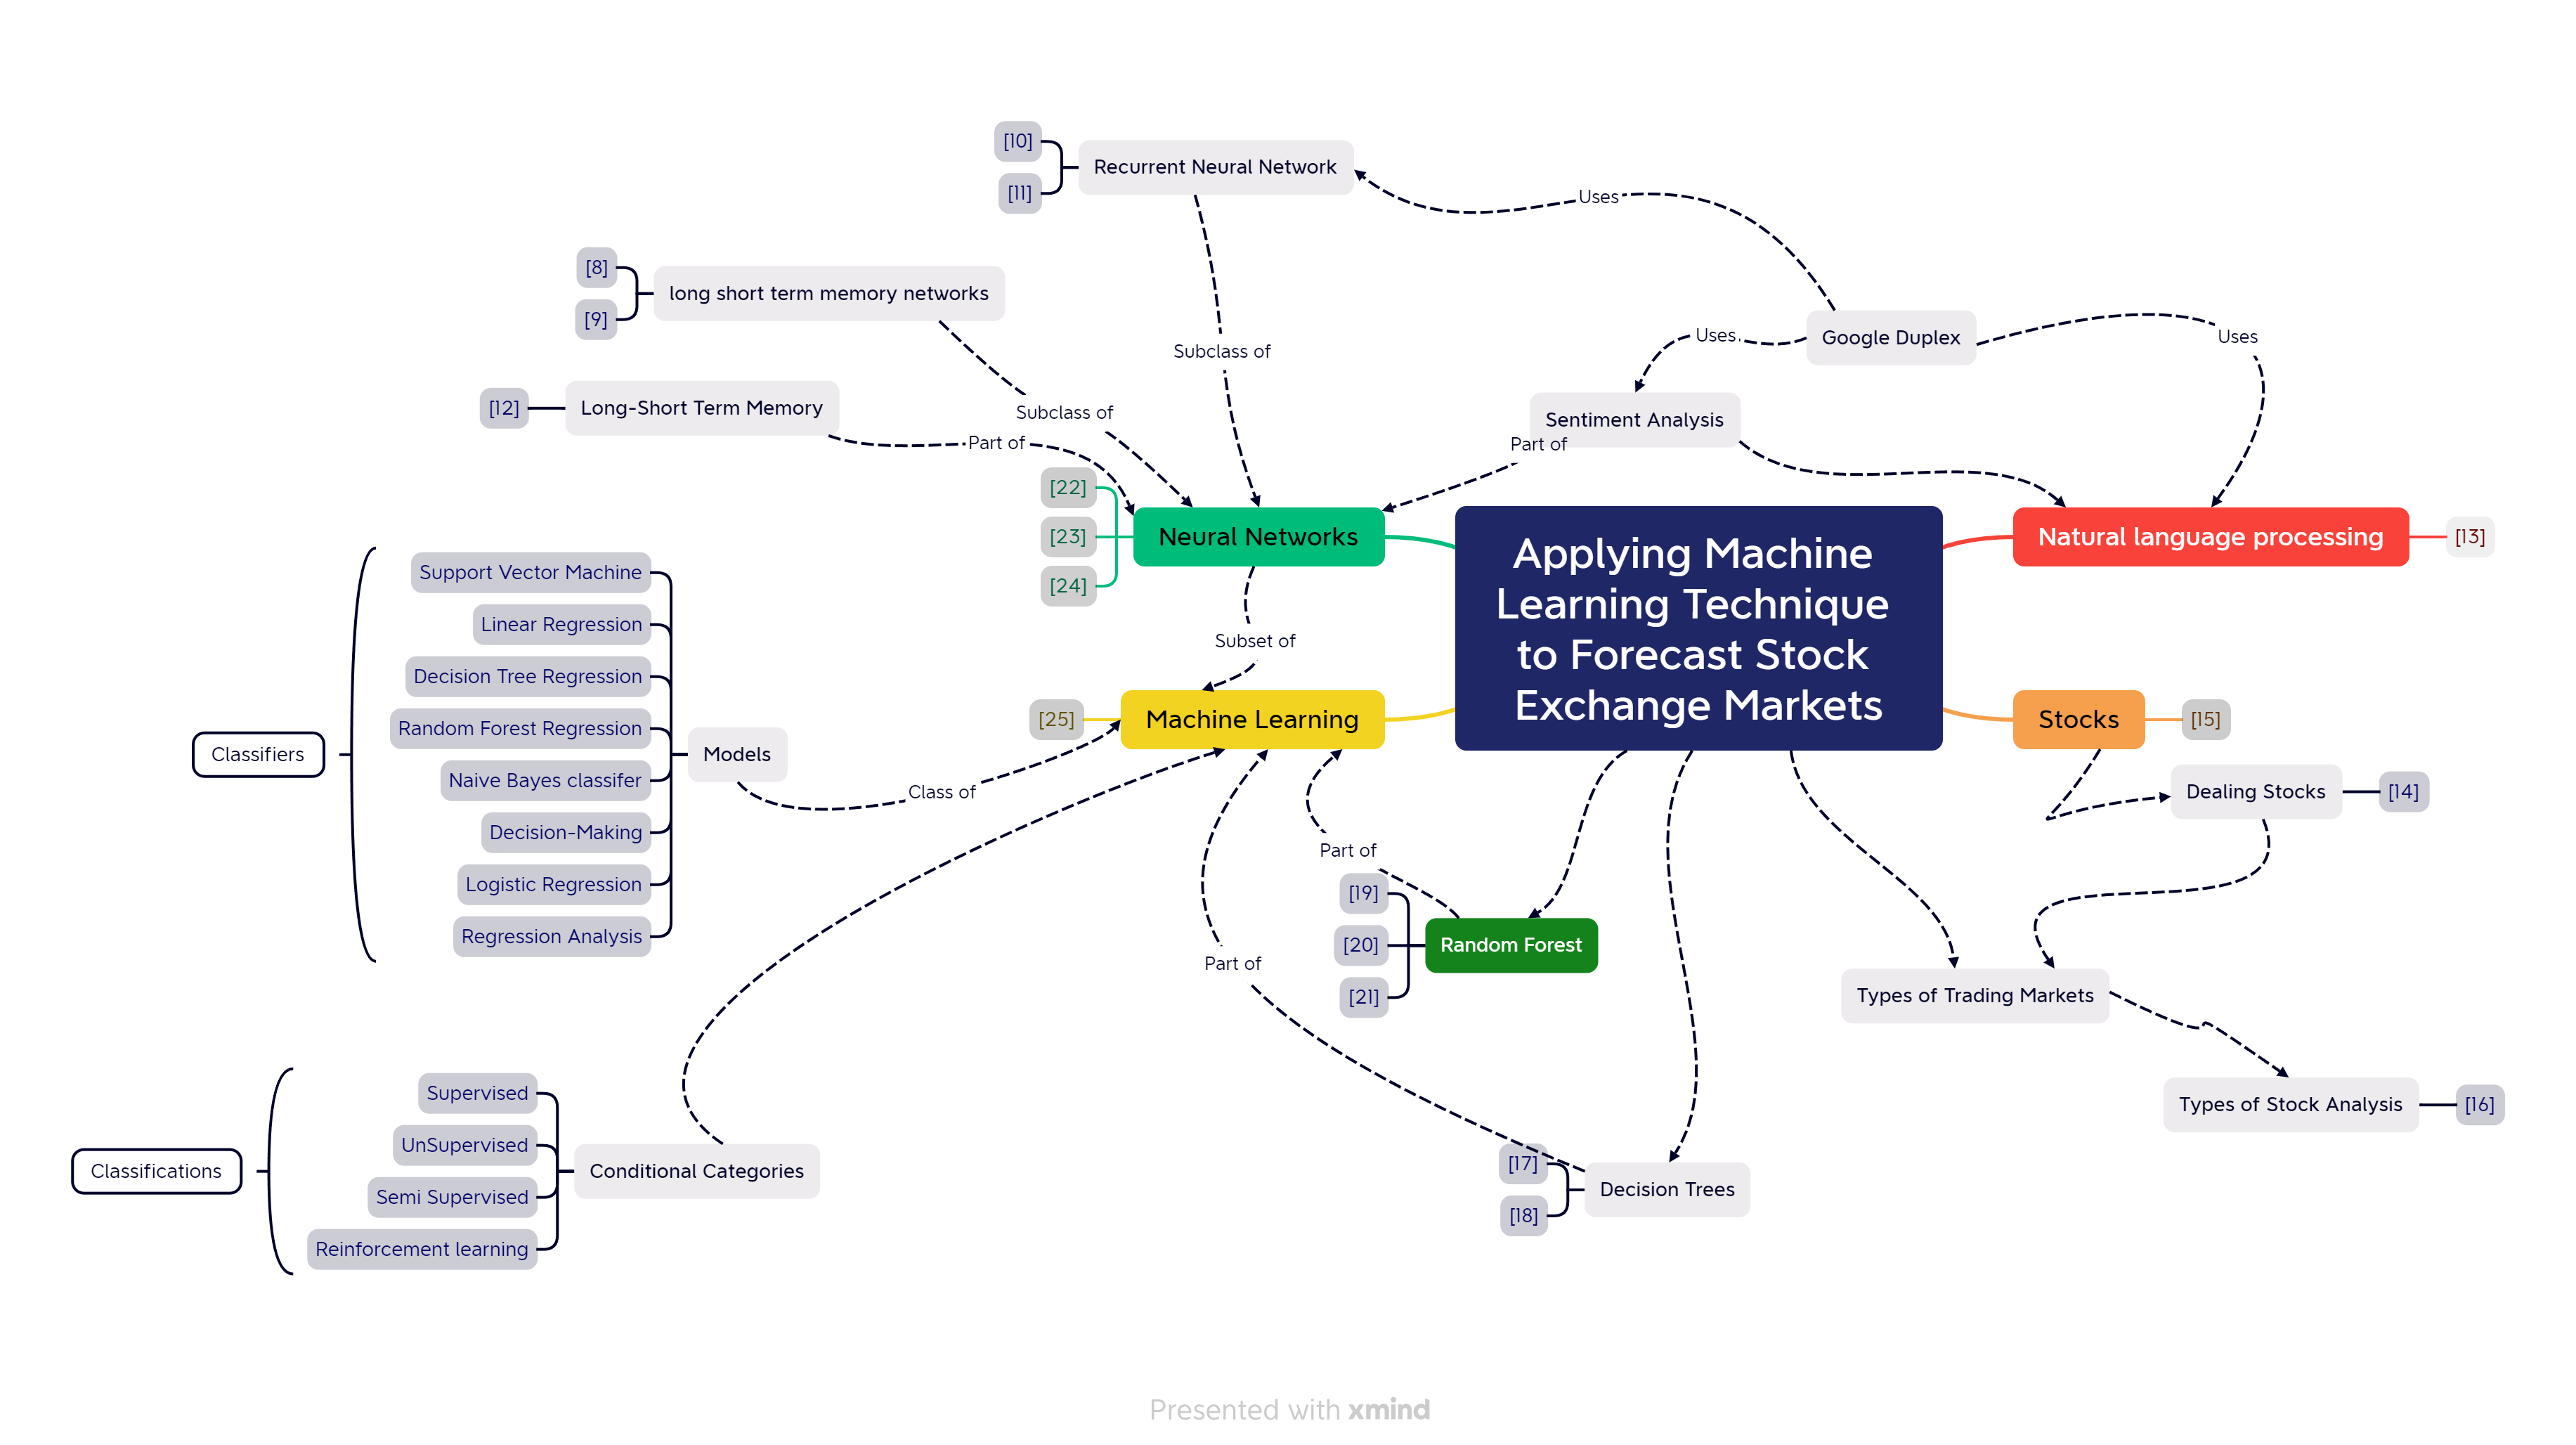 [10]
Recurrent Neural Network
[11]
Uses
[8]
long short term memory networks
[9]
Google Duplex
Uses
Uses
Subclass of
[12]
Long-Short Term Memory
Subclass of
Sentiment Analysis
Part of
Part of
[22]
[23]
[24]
Neural Networks
Applying Machine
Learning Technique
to Forecast Stock
Exchange Markets
Natural language processing
[13]
Subset of
[25]
Machine Learning
Stocks
[15]
Classifiers
Support Vector Machine
Linear Regression
Decision Tree Regression
Random Forest Regression
Naive Bayes classifer
Decision-Making
Logistic Regression
Regression Analysis
Models
Class of
Dealing Stocks
[14]
Part of
[19]
[20]
[21]
Random Forest
Part of
Types of Trading Markets
Types of Stock Analysis
[16]
Classifications
Supervised
UnSupervised
Semi Supervised
Reinforcement learning
Conditional Categories
[17]
[18]
Decision Trees
Presented with xmind